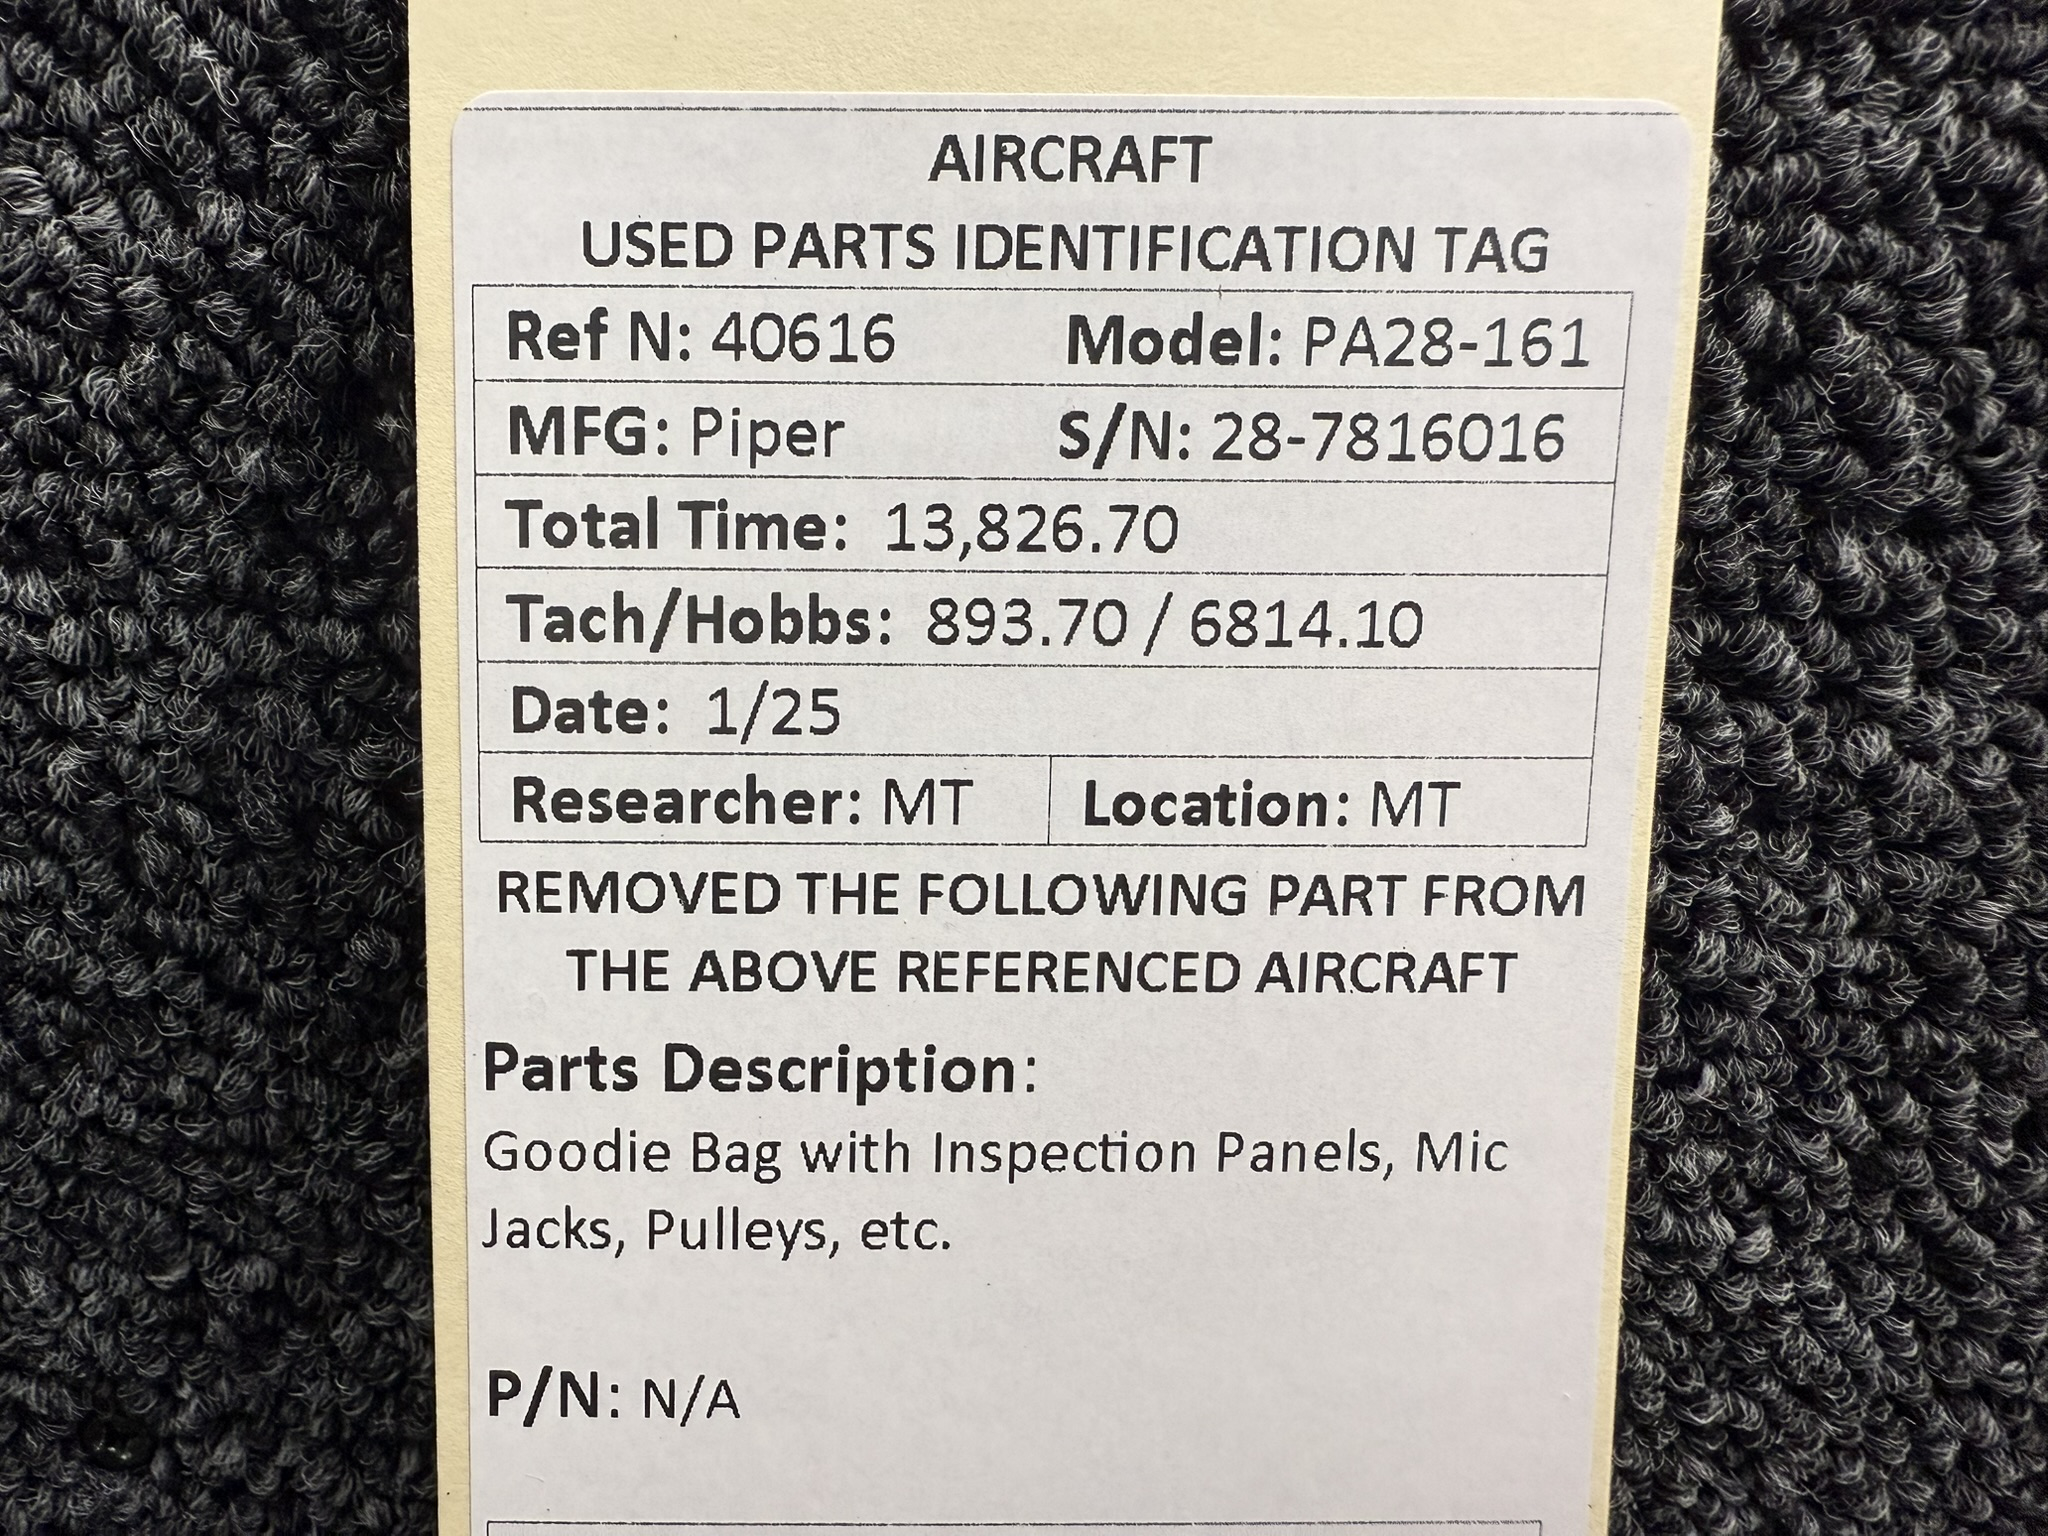 AIRCRAFT
USED PARTS IDENTIFICATION TAG
Ref N: 40616 Model: PA28-161
MFG: Piper S/N: 28-7816016
Total Time: 13,826.70
Tach/Hobbs: 893.70 / 6814.10
Date: 1/25
Researcher: MT Location: MT
REMOVED THE FOLLOWING PART FROM
THE ABOVE REFERENCED AIRCRAFT
Parts Description:
Goodie Bag with Inspection Panels, Mic
Jacks, Pulleys, etc.
P/N: N/A